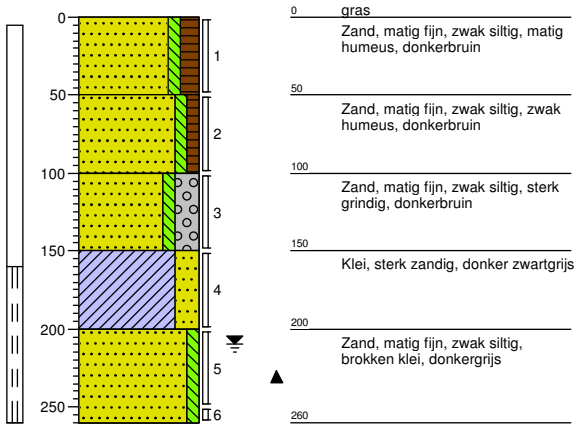 0
gras
0
Zand, matig fijn, zwak siltig, matig
humeus, donkerbruin
1
50
50
Zand, matig fijn, zwak siltig, zwak
humeus, donkerbruin
2
100
100
Zand, matig fijn, zwak siltig, sterk
grindig, donkerbruin
3
150
150
Klei, sterk zandig, donker zwartgrijs
4
200
200
Zand, matig fijn, zwak siltig,
brokken klei, donkergrijs
5
250
6
260